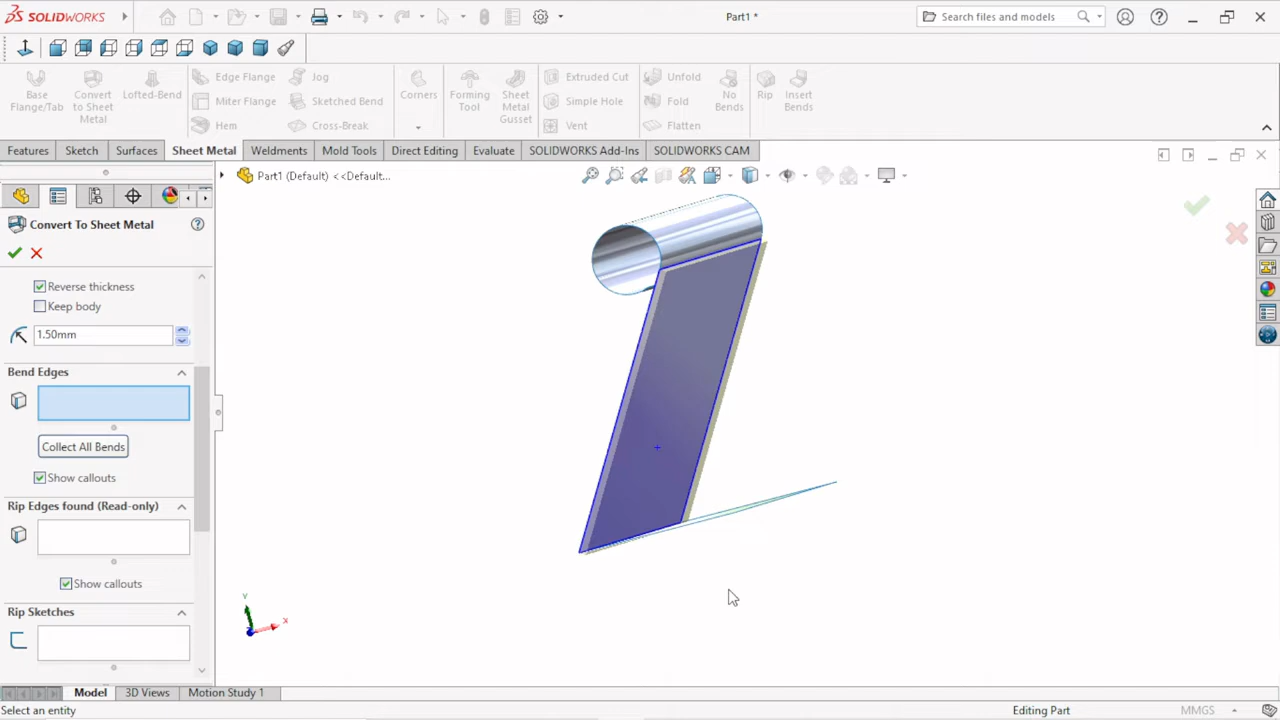 SOLIDWORKS
Part1 *
Search files and models
Base Flange/Tab
Convert to Sheet Metal
Lofted-Bend
Edge Flange
Miter Flange
Hem
Jog
Sketched Bend
Cross-Break
Corners
Forming Tool
Sheet Metal Gusset
Extruded Cut
Simple Hole
Vent
Unfold
Fold
Flatten
No Bends
Rip
Insert Bends
Features Sketch Surfaces Sheet Metal Weldments Mold Tools Direct Editing Evaluate SOLIDWORKS Add-Ins SOLIDWORKS CAM
Part1 (Default) <<Default...
Convert To Sheet Metal
Reverse thickness
Keep body
1.50mm
Bend Edges
Collect All Bends
Show callouts
Rip Edges found (Read-only)
Show callouts
Rip Sketches
Y
X
Model 3D Views Motion Study 1
Select an entity
Editing Part
MMGS